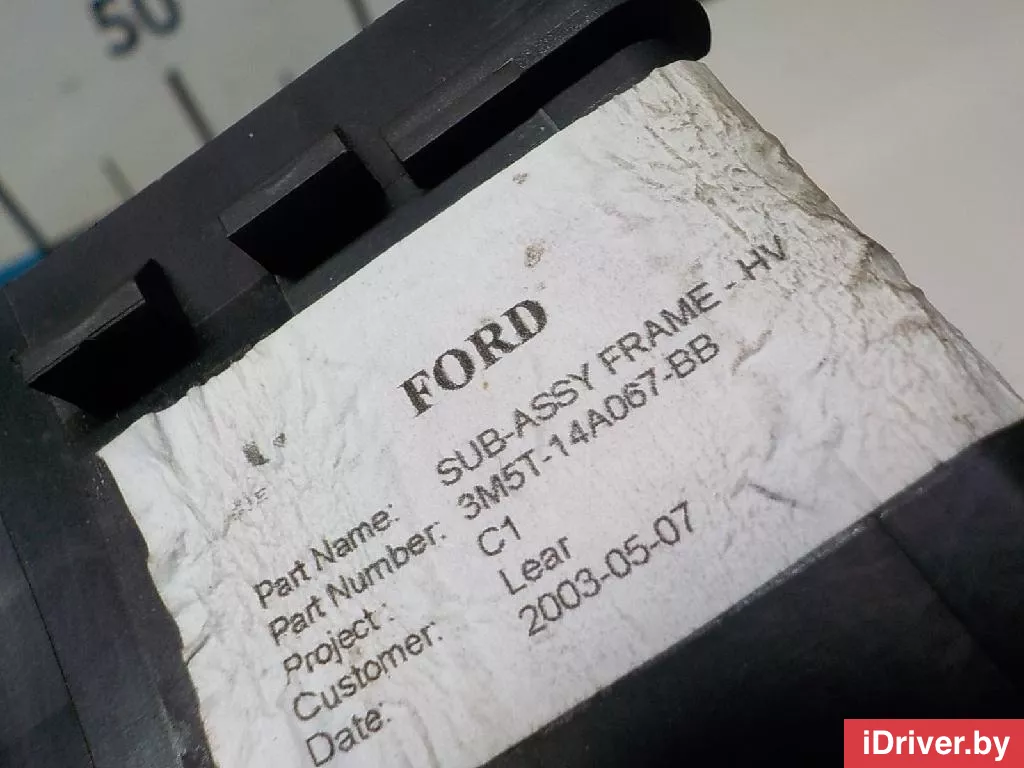 50
FORD
Part Name: SUB-ASSY FRAME - HV
Part Number: 3M5T-14A067-BB
Project: C1
Customer: Lear
Date: 2003-05-07
iDriver.by